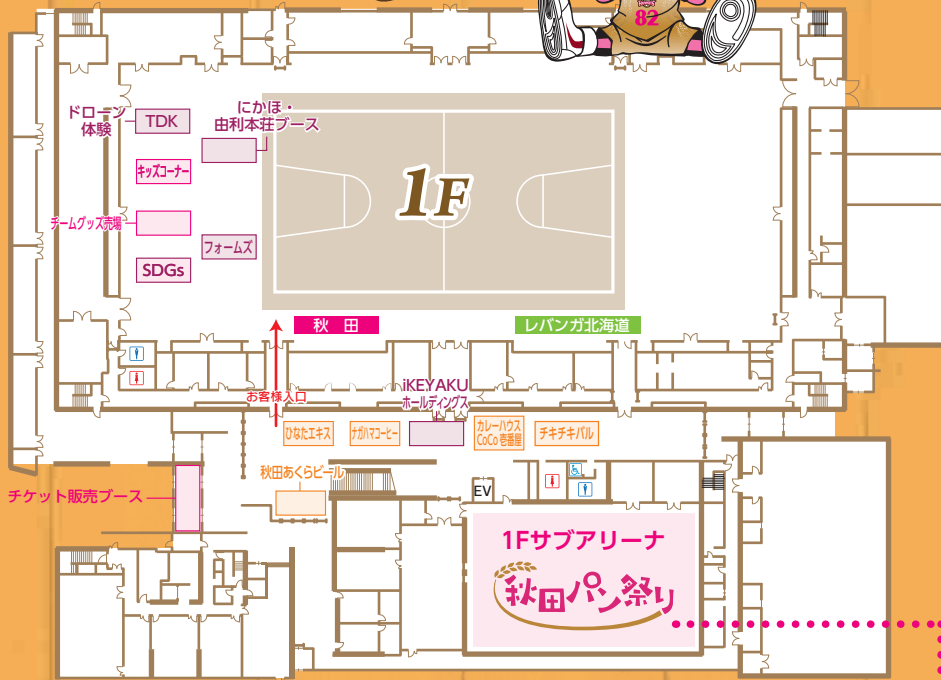 82
ドローン
体験
TDK
にかほ・
由利本荘ブース
キッズコーナー
1F
チームグッズ売場
フォームズ
SDGs
秋 田
レバンガ北海道
お客様入口
iKEYAKU
ホールディングス
ひなたエキス
ナガハマコーヒー
カレーハウス
CoCo壱番屋
チキチキバル
秋田あくらビール
EV
チケット販売ブース
1Fサブアリーナ
秋田パン祭り